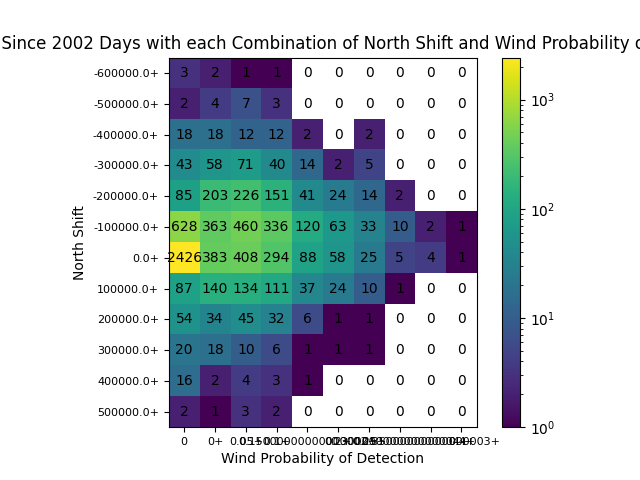 Since 2002 Days with each Combination of North Shift and Wind Probability o
-600000.0+ 3 2 1 1 0 0 0 0 0 0
-500000.0+ 2 4 7 3 0 0 0 0 0 0
-400000.0+ 18 18 12 12 2 0 2 0 0 0
-300000.0+ 43 58 71 40 14 2 5 0 0 0
-200000.0+ 85 203 226 151 41 24 14 2 0 0
-100000.0+ 628 363 460 336 120 63 33 10 2 1
0.0+ 2426 383 408 294 88 58 25 5 4 1
100000.0+ 87 140 134 111 37 24 10 1 0 0
200000.0+ 54 34 45 32 6 1 1 0 0 0
300000.0+ 20 18 10 6 1 1 1 0 0 0
400000.0+ 16 2 4 3 1 0 0 0 0 0
500000.0+ 2 1 3 2 0 0 0 0 0 0
0 0+
Wind Probability of Detection
North Shift
10³
10²
10¹
10⁰